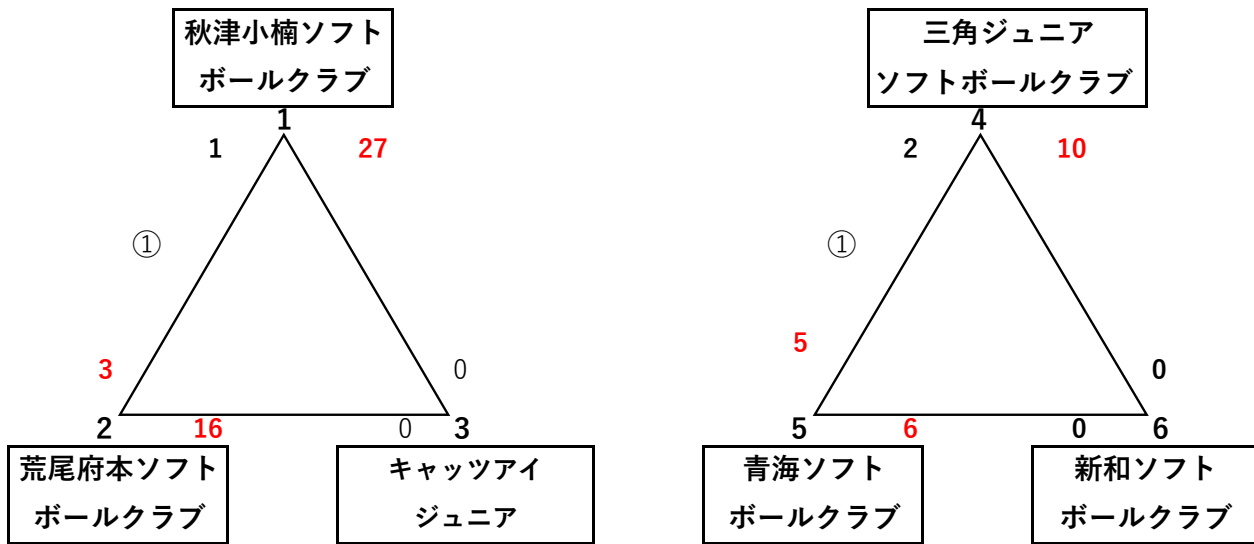 秋津小楠ソフト
ボールクラブ
1
1
27
①
3
0
2
16
0
3
荒尾府本ソフト
ボールクラブ
キャッツアイ
ジュニア
三角ジュニア
ソフトボールクラブ
4
2
10
①
5
0
5
6
0
6
青海ソフト
ボールクラブ
新和ソフト
ボールクラブ